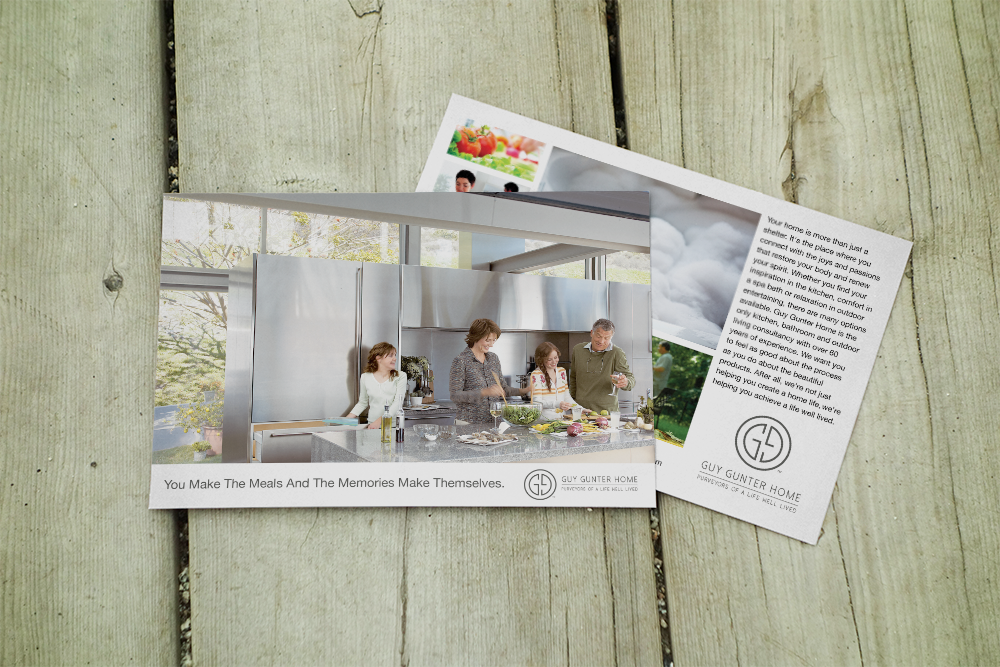 You Make The Meals And The Memories Make Themselves.
GUY GUNTER HOME
PURVEYORS OF A LIFE WELL LIVED
Your home is more than just a
shelter. It's the place where you
connect with the joys and passions
that restore your body and renew
your spirit. Whether you find your
inspiration in the kitchen, comfort in
a spa bath or relaxation in outdoor
entertaining, there are many options
available. Guy Gunter Home is the
only kitchen, bathroom and outdoor
living consultancy with over 60
years of experience. We want you
to feel as good about the process
as you do about the beautiful
products. After all, we're not just
helping you create a home life, we're
helping you achieve a life well lived.
GUY GUNTER HOME
PURVEYORS OF A LIFE WELL LIVED